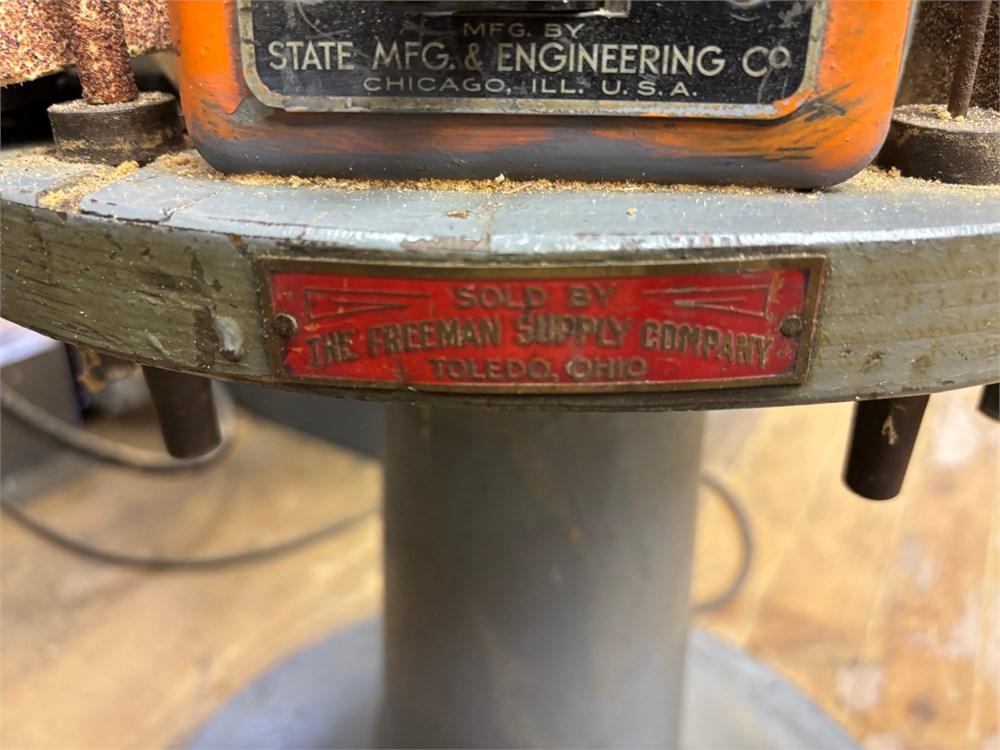 MFG. BY
STATE MFG. & ENGINEERING CO
CHICAGO, ILL. U.S.A.
SOLD BY
THE FREEMAN SUPPLY COMPANY
TOLEDO, OHIO